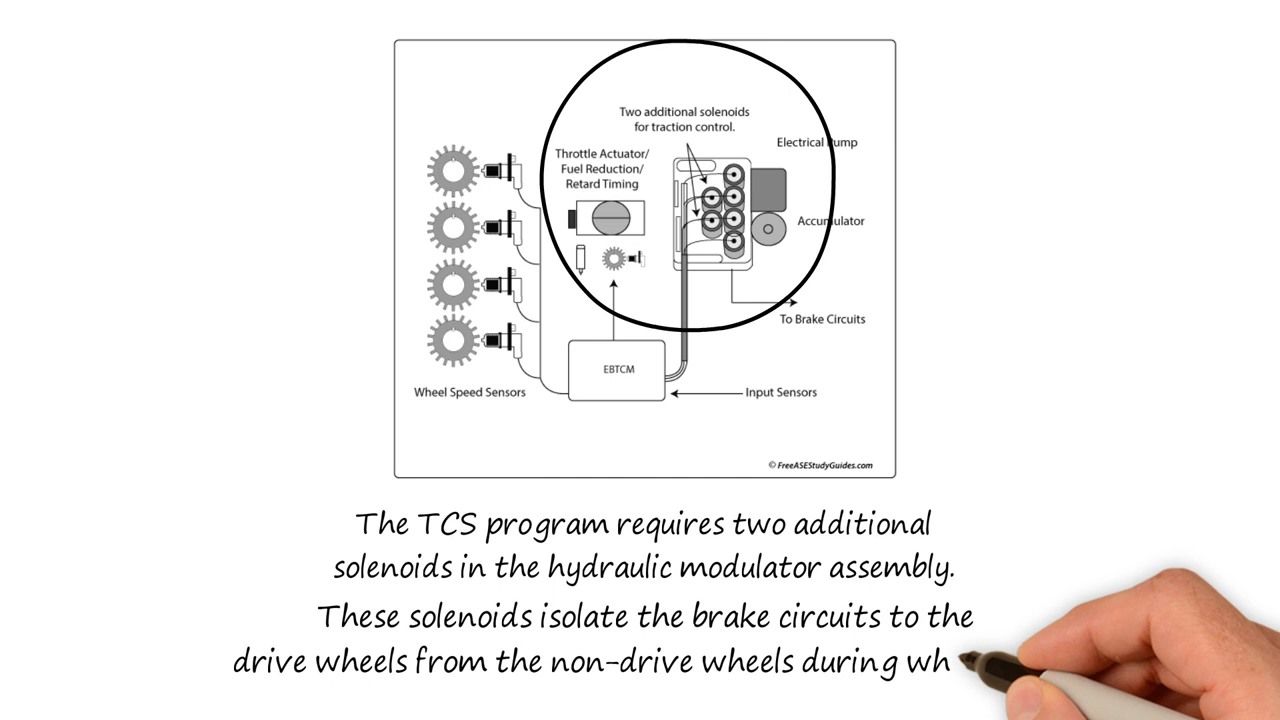 Two additional solenoids
for traction control.
Electrical Pump
Throttle Actuator/
Fuel Reduction/
Retard Timing
Accumulator
To Brake Circuits
EBTCM
Wheel Speed Sensors
Input Sensors
© FreeASEStudyGuides.com
The TCS program requires two additional
solenoids in the hydraulic modulator assembly.
These solenoids isolate the brake circuits to the
drive wheels from the non-drive wheels during wh